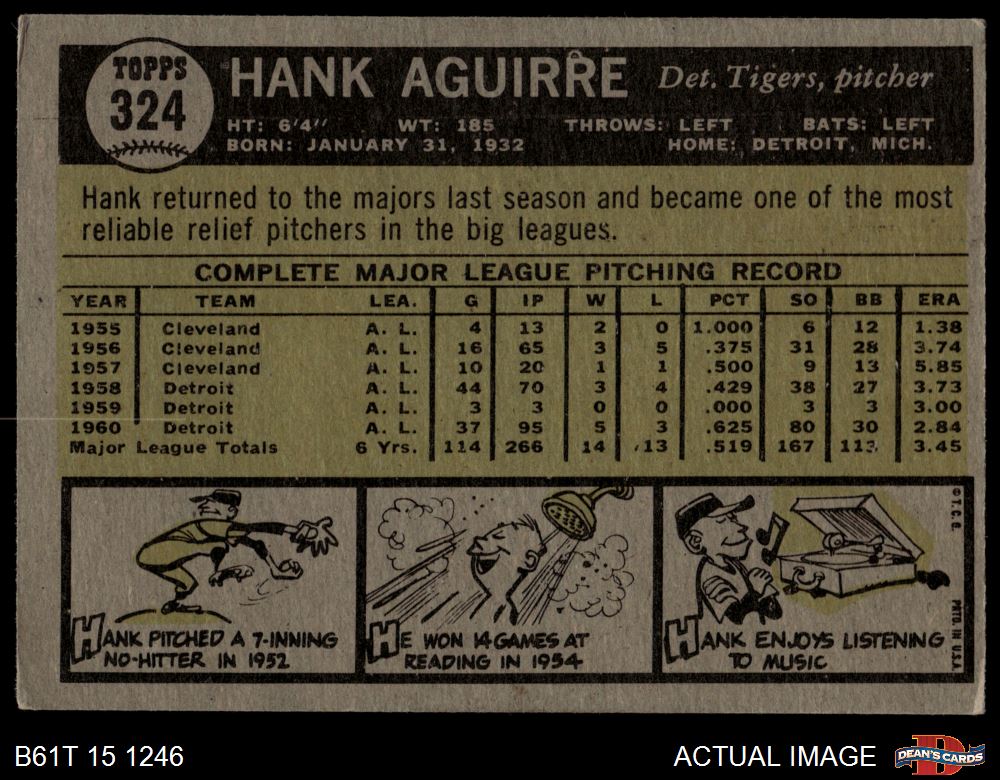 TOPPS
324
HANK AGUIRRE Det. Tigers, pitcher
HT: 6'4" WT: 185 THROWS: LEFT BATS: LEFT
BORN: JANUARY 31, 1932 HOME: DETROIT, MICH.
Hank returned to the majors last season and became one of the most
reliable relief pitchers in the big leagues.
COMPLETE MAJOR LEAGUE PITCHING RECORD
YEAR TEAM LEA. G IP W L PCT SO BB ERA
1955 Cleveland A. L. 4 13 2 0 1.000 6 12 1.38
1956 Cleveland A. L. 16 65 3 5 .375 31 28 3.74
1957 Cleveland A. L. 10 20 1 1 .500 9 13 5.85
1958 Detroit A. L. 44 70 3 4 .429 38 27 3.73
1959 Detroit A. L. 3 3 0 0 .000 3 3 3.00
1960 Detroit A. L. 37 95 5 3 .625 80 30 2.84
Major League Totals 6 Yrs. 114 266 14 13 .519 167 113 3.45
HANK PITCHED A 7-INNING
NO-HITTER IN 1952
HE WON 14 GAMES AT
READING IN 1954
HANK ENJOYS LISTENING
TO MUSIC
© T.C.G.
PRTD. IN U.S.A.
B61T 15 1246
ACTUAL IMAGE
DEAN'S CARDS